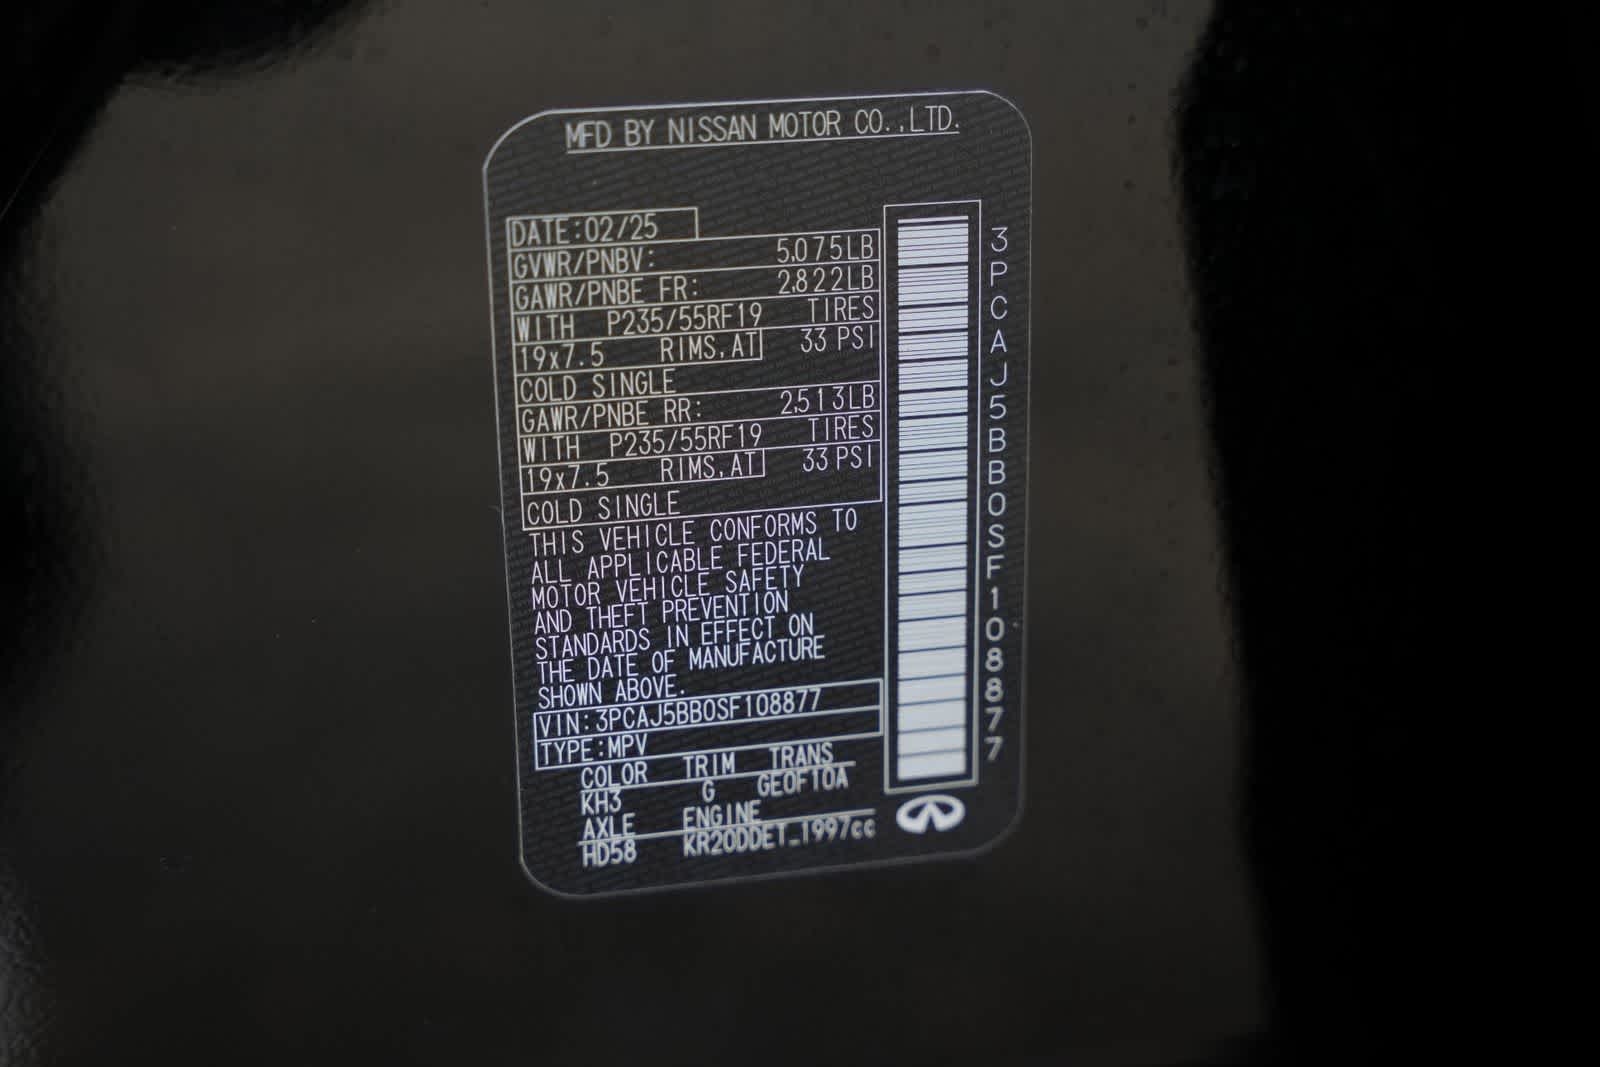 MFD BY NISSAN MOTOR CO.,LTD.
DATE:02/25
GVWR/PNBV: 5,075LB
GAWR/PNBE FR: 2,822LB
WITH P235/55RF19 TIRES
19x7.5 RIMS,AT 33 PSI
COLD SINGLE
GAWR/PNBE RR: 2,513LB
WITH P235/55RF19 TIRES
19x7.5 RIMS,AT 33 PSI
COLD SINGLE
THIS VEHICLE CONFORMS TO
ALL APPLICABLE FEDERAL
MOTOR VEHICLE SAFETY
AND THEFT PREVENTION
STANDARDS IN EFFECT ON
THE DATE OF MANUFACTURE
SHOWN ABOVE.
VIN:3PCAJ5BB0SF108877
TYPE:MPV
COLOR TRIM TRANS
KH3 G GE0F10A
AXLE ENGINE
HD58 KR20DDET_1997cc
3PCAJ5BB0SF108877